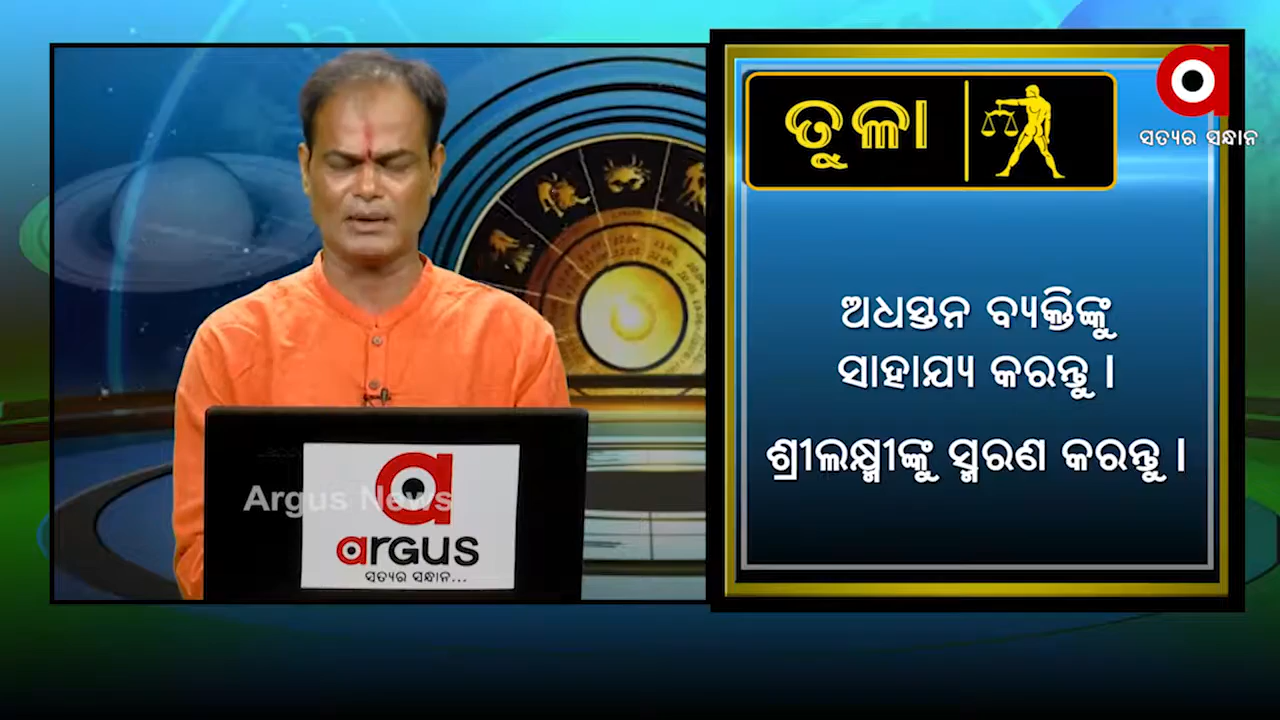 ତୁଳା
ସତ୍ୟର ସନ୍ଧାନ
ଅଧସ୍ତନ ବ୍ୟକ୍ତିଙ୍କୁ
ସାହାଯ୍ୟ କରନ୍ତୁ ।
ଶ୍ରୀଲକ୍ଷ୍ମୀଙ୍କୁ ସ୍ମରଣ କରନ୍ତୁ ।
Argus News
argus
ସତ୍ୟର ସନ୍ଧାନ...